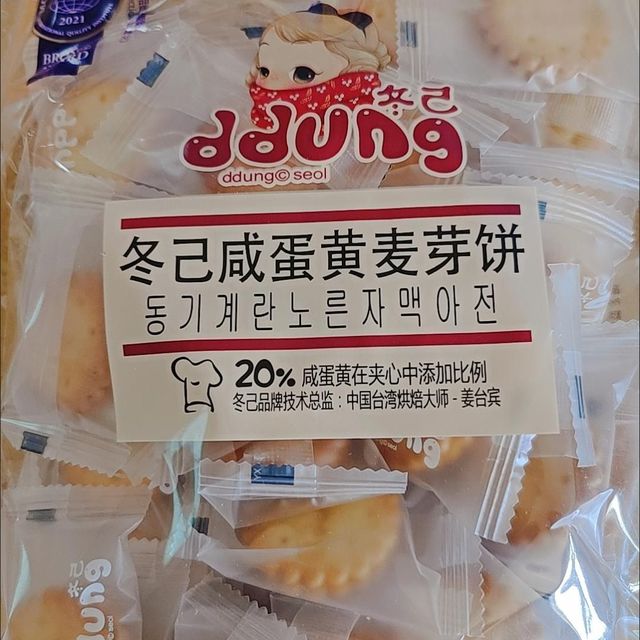 2021
BRAND
冬己
ddung
ddung© seol
冬己咸蛋黄麦芽饼
동기계란노른자맥아전
20% 咸蛋黄在夹心中添加比例
冬己品牌技术总监：中国台湾烘焙大师 - 姜台宾
冬己
ddung